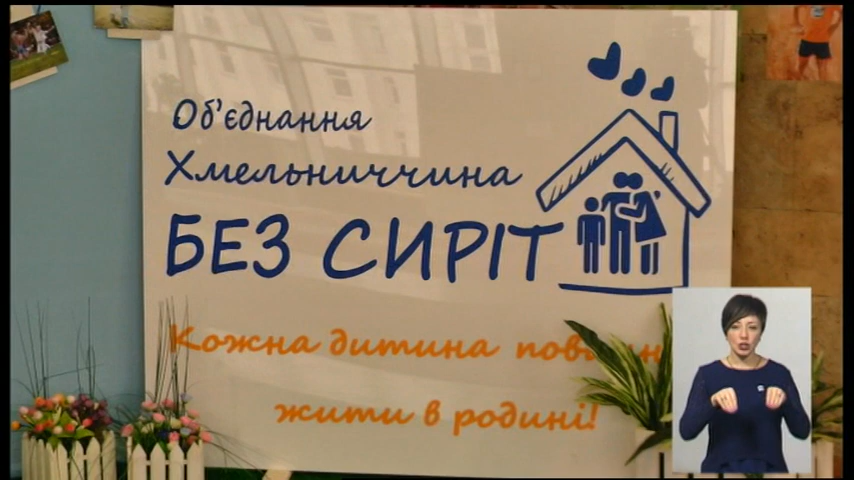 Об'єднання
Хмельниччина
БЕЗ СИРІТ
Кожна дитина
жити в родині!